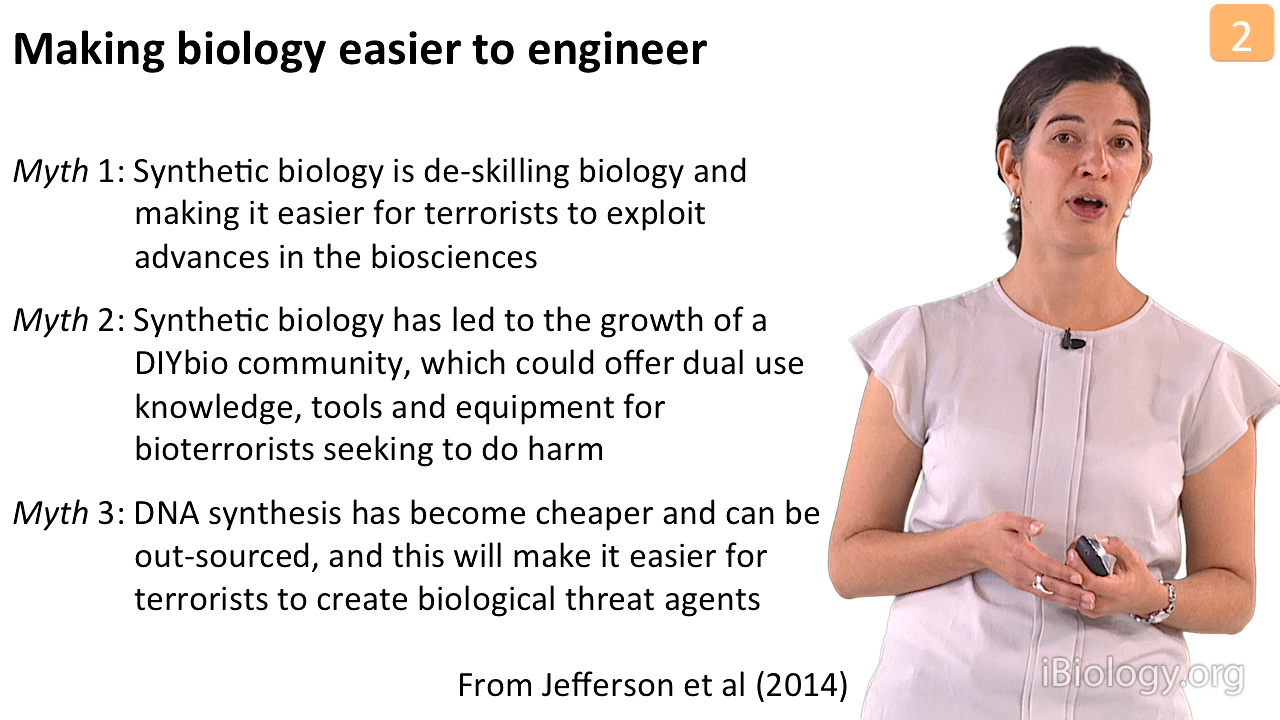 Making biology easier to engineer
2
Myth 1: Synthetic biology is de-skilling biology and
making it easier for terrorists to exploit
advances in the biosciences
Myth 2: Synthetic biology has led to the growth of a
DIYbio community, which could offer dual use
knowledge, tools and equipment for
bioterrorists seeking to do harm
Myth 3: DNA synthesis has become cheaper and can be
out-sourced, and this will make it easier for
terrorists to create biological threat agents
From Jefferson et al (2014)
iBiology.org